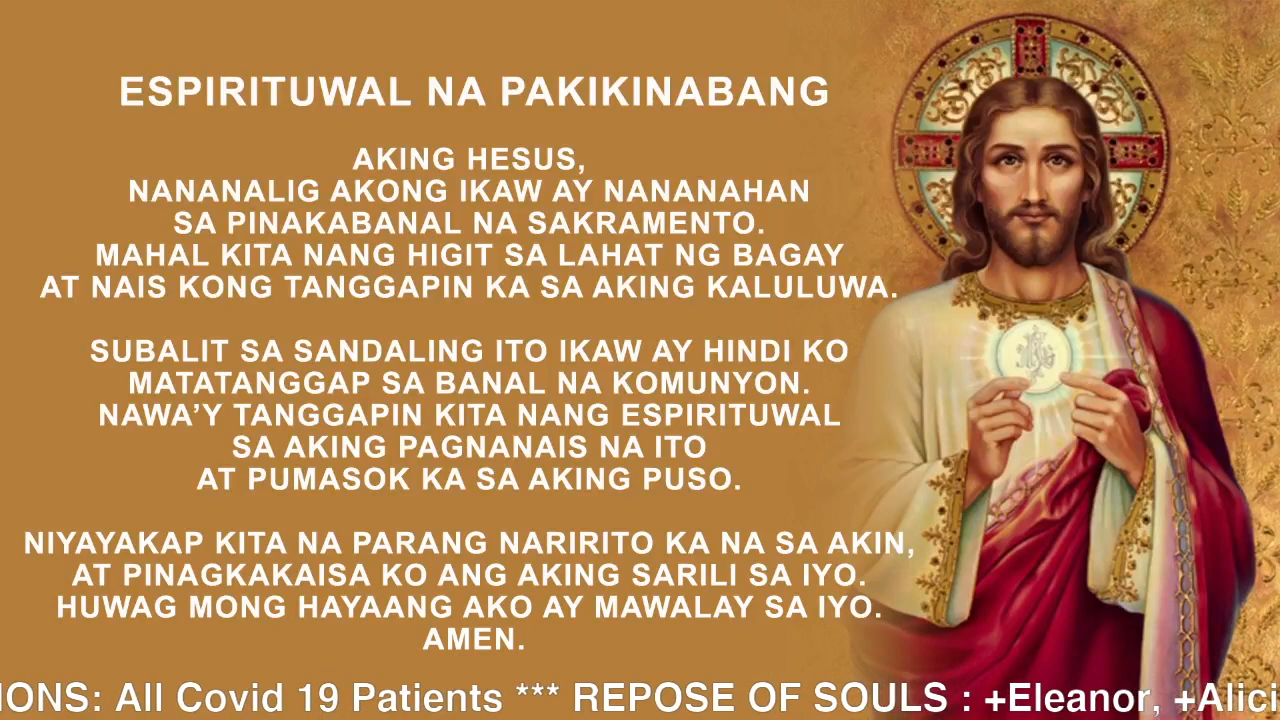 ESPIRITUWAL NA PAKIKINABANG
AKING HESUS,
NANANALIG AKONG IKAW AY NANANAHAN
SA PINAKABANAL NA SAKRAMENTO.
MAHAL KITA NANG HIGIT SA LAHAT NG BAGAY
AT NAIS KONG TANGGAPIN KA SA AKING KALULUWA.
SUBALIT SA SANDALING ITO IKAW AY HINDI KO
MATATANGGAP SA BANAL NA KOMUNYON.
NAWA'Y TANGGAPIN KITA NANG ESPIRITUWAL
SA AKING PAGNANAIS NA ITO
AT PUMASOK KA SA AKING PUSO.
NIYAYAKAP KITA NA PARANG NARIRITO KA NA SA AKIN,
AT PINAGKAKAISA KO ANG AKING SARILI SA IYO.
HUWAG MONG HAYAANG AKO AY MAWALAY SA IYO.
AMEN.
IONS: All Covid 19 Patients *** REPOSE OF SOULS : +Eleanor, +Alici